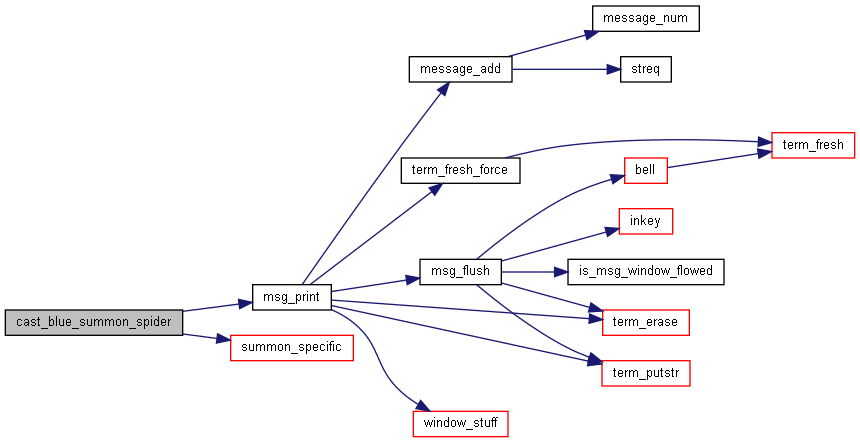 message_num
message_add
streq
term_fresh
term_fresh_force
bell
inkey
msg_flush
is_msg_window_flowed
msg_print
cast_blue_summon_spider
term_erase
summon_specific
term_putstr
window_stuff